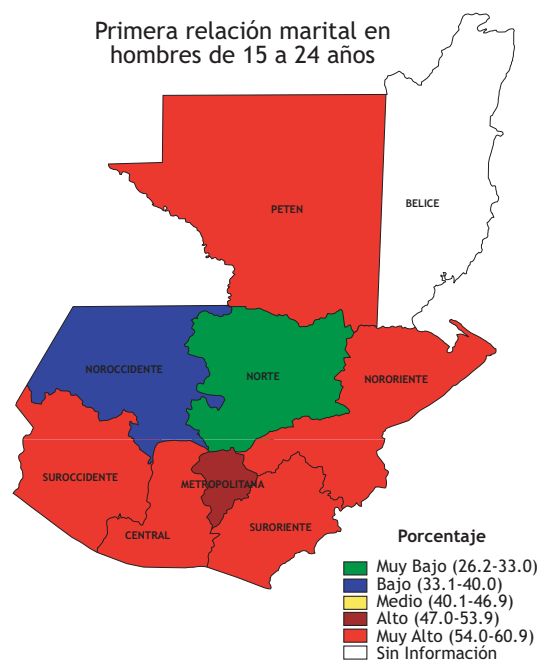 Primera relación marital en
hombres de 15 a 24 años
PETEN
BELICE
NOROCCIDENTE
NORTE
NORORIENTE
SUROCCIDENTE
METROPOLITANA
CENTRAL
SURORIENTE
Porcentaje
Muy Bajo (26.2-33.0)
Bajo (33.1-40.0)
Medio (40.1-46.9)
Alto (47.0-53.9)
Muy Alto (54.0-60.9)
Sin Información